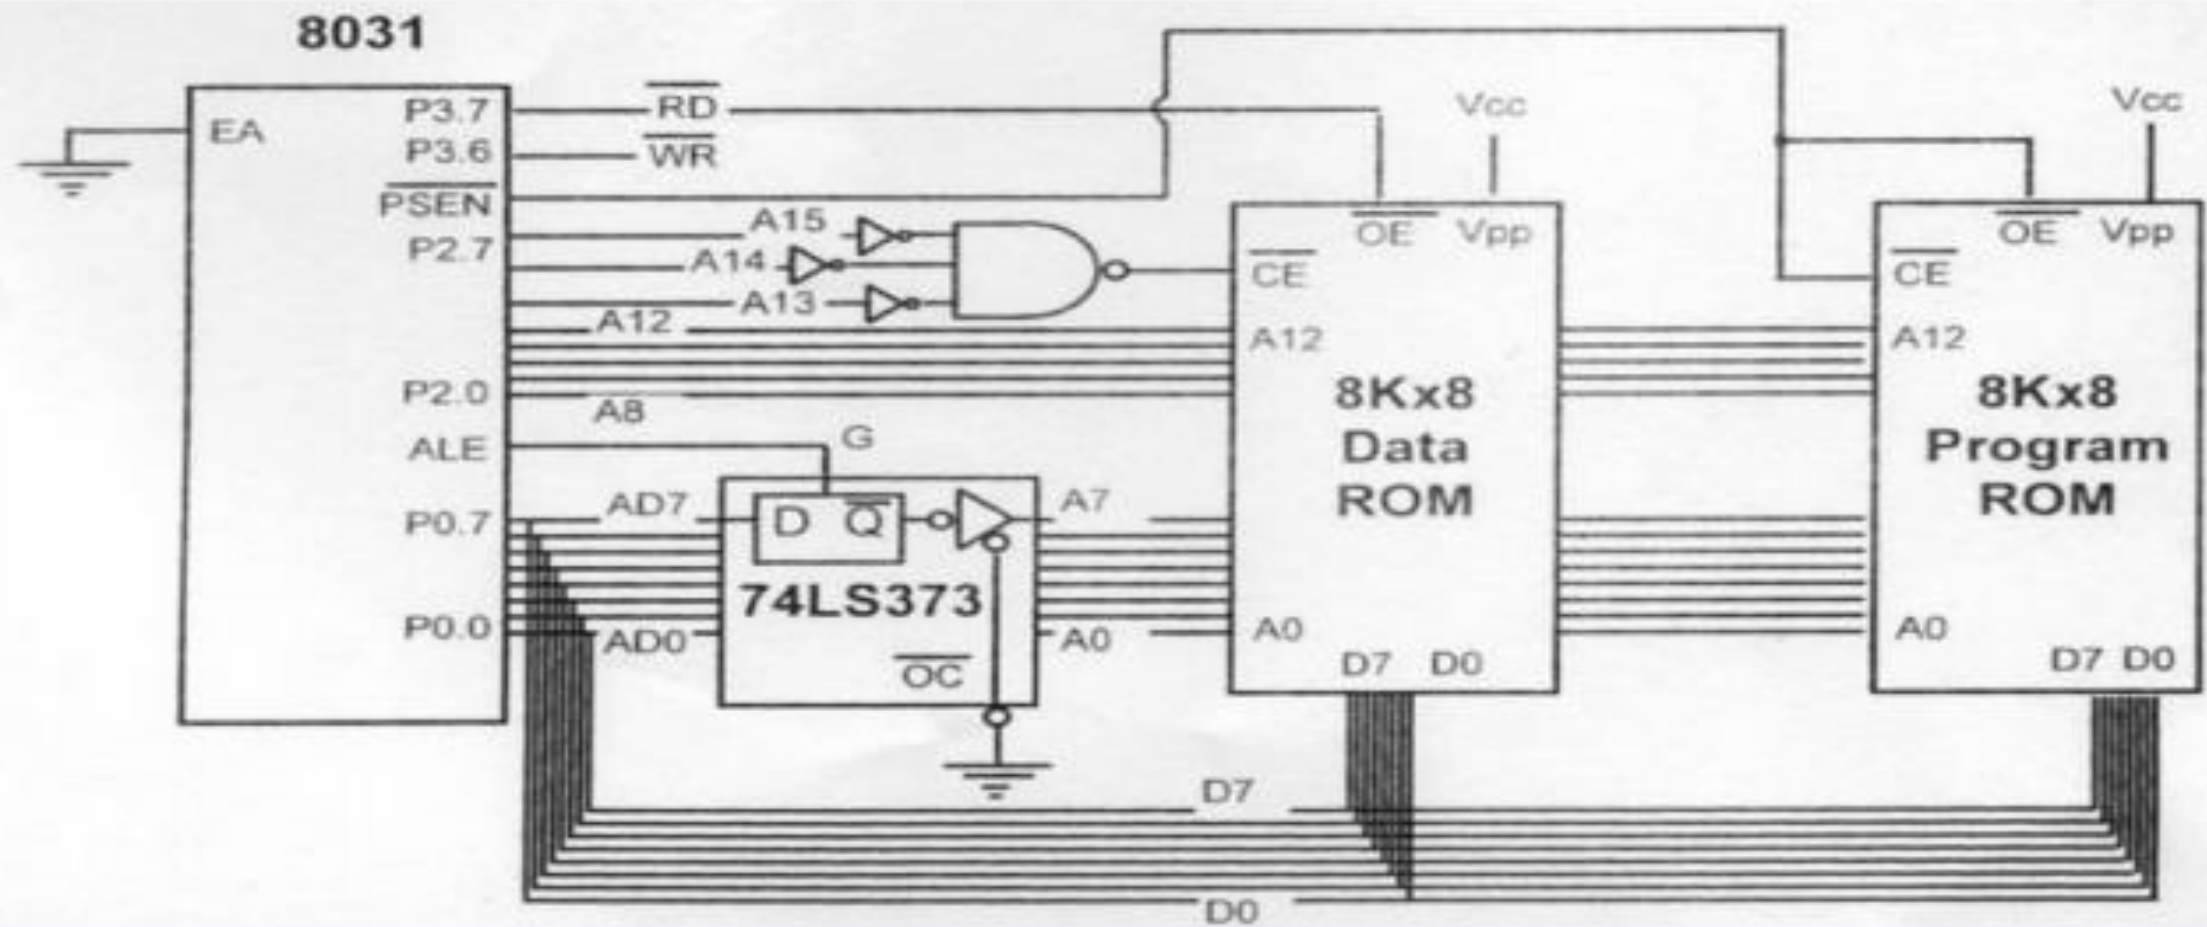 8031
EA
P3.7
P3.6
PSEN
P2.7
P2.0
ALE
P0.7
P0.0
RD
WR
A15
A14
A13
A12
A8
G
AD7
AD0
D Q
74LS373
OC
A7
A0
Vcc
OE Vpp
CE
A12
8Kx8
Data
ROM
A0
D7 D0
Vcc
OE Vpp
CE
A12
8Kx8
Program
ROM
A0
D7 D0
D7
D0